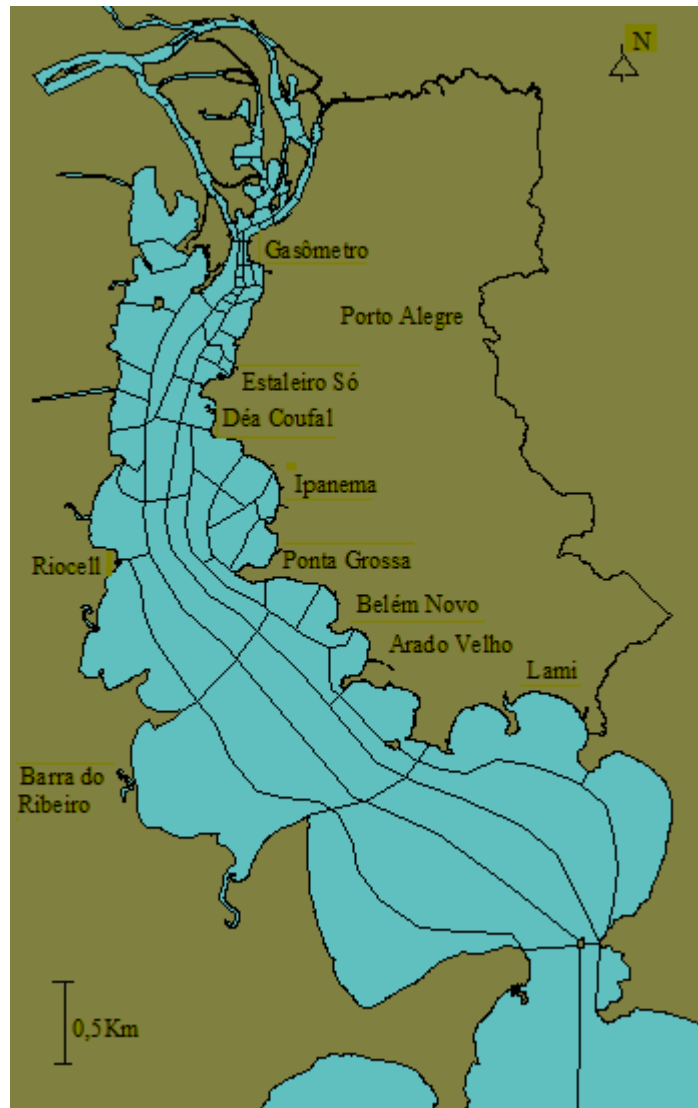 N
Gasômetro
Porto Alegre
Estaleiro Só
Déa Coufal
Ipanema
Riocell
Ponta Grossa
Belém Novo
Arado Velho
Lami
Barra do
Ribeiro
0,5Km